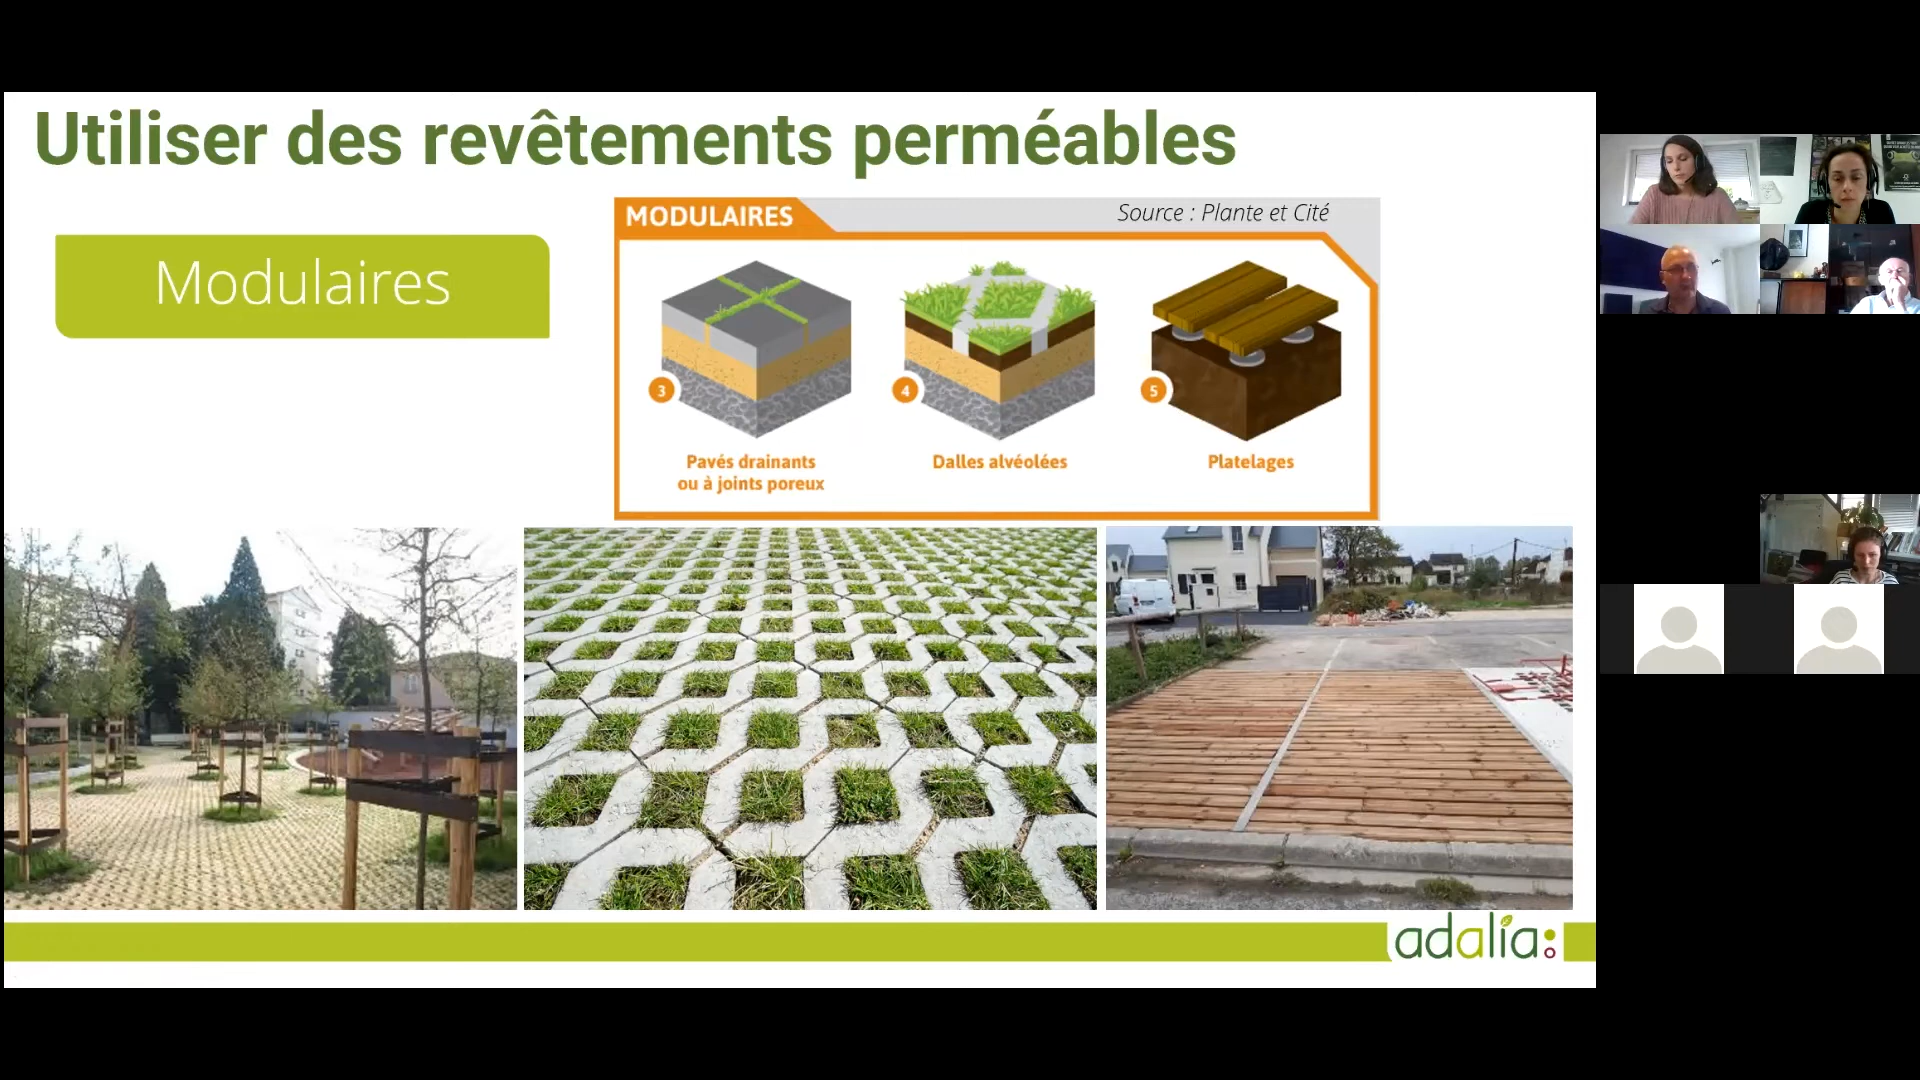 Utiliser des revêtements perméables
Modulaires
MODULAIRES
Source : Plante et Cité
3
4
5
Pavés drainants
ou à joints poreux
Dalles alvéolées
Platelages
adalia